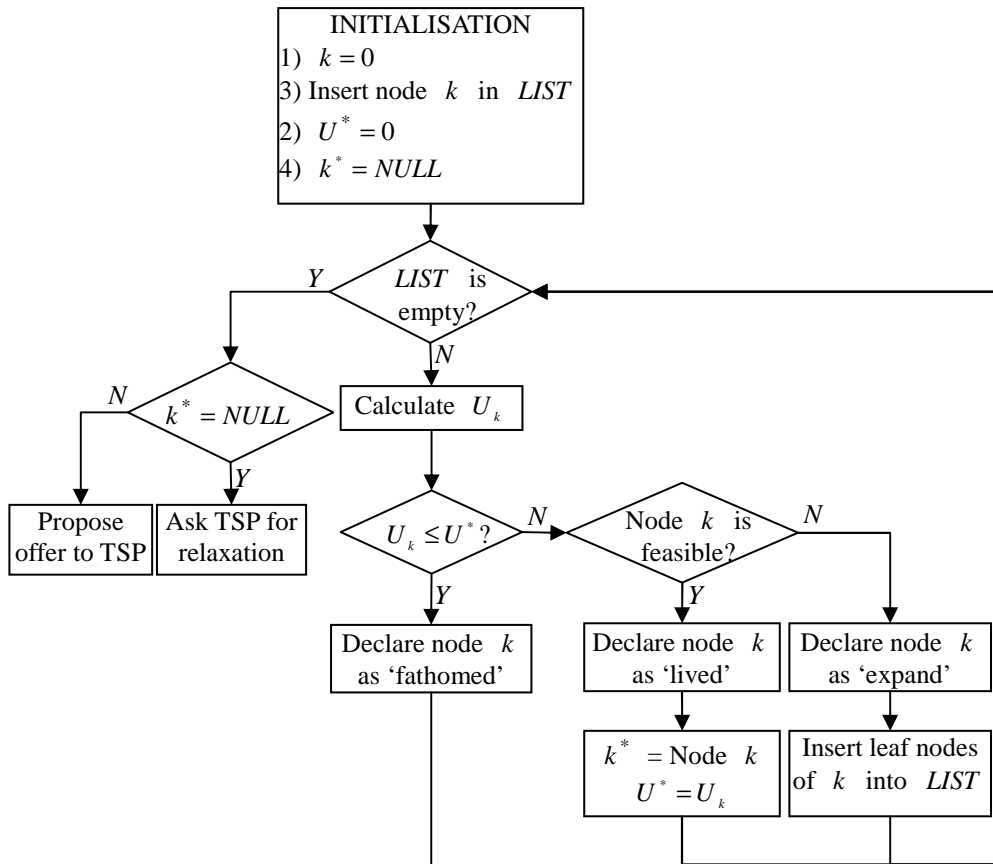 INITIALISATION
1) k = 0
3) Insert node k in LIST
2) U* = 0
4) k* = NULL
Y
LIST is
empty?
N
N
k* = NULL
Calculate U_k
Y
Propose
offer to TSP
Ask TSP for
relaxation
U_k ≤ U* ?
N
Node k is
feasible?
N
Y
Y
Declare node k
as ‘fathomed’
Declare node k
as ‘lived’
Declare node k
as ‘expand’
k* = Node k
U* = U_k
Insert leaf nodes
of k into LIST